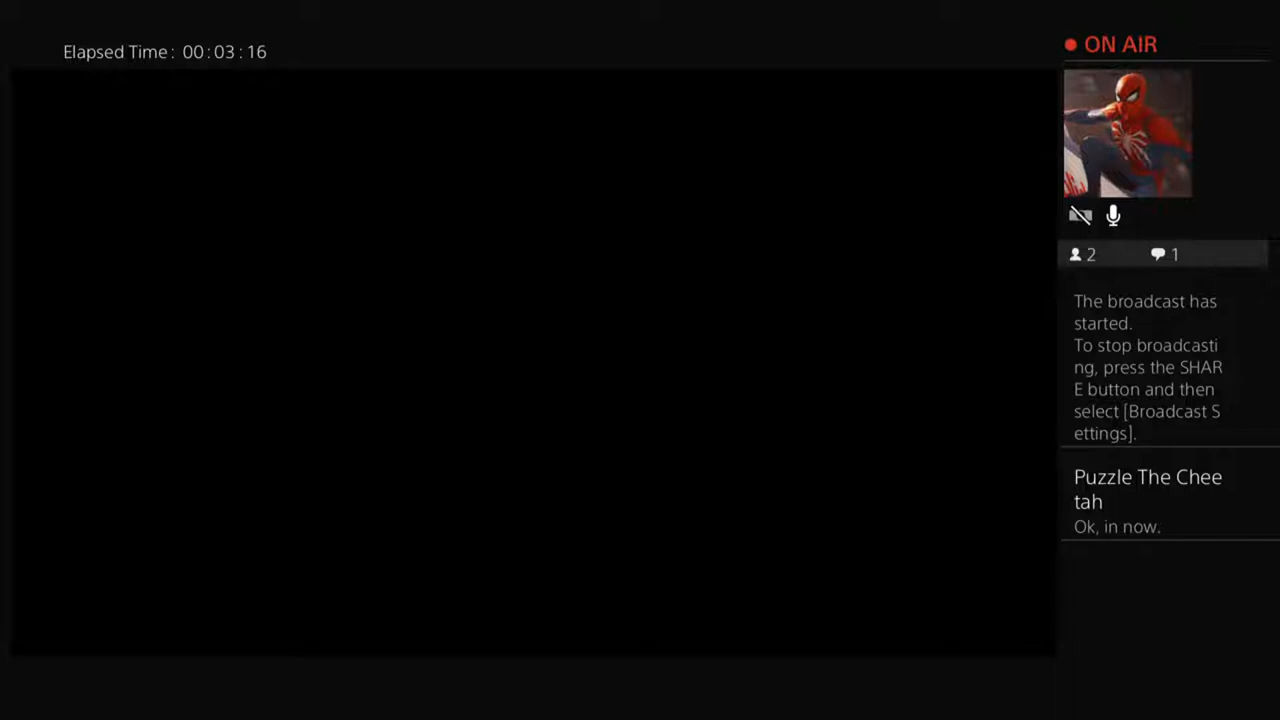 Elapsed Time: 00:03:16
ON AIR
2 1
The broadcast has
started.
To stop broadcasti
ng, press the SHAR
E button and then
select [Broadcast S
ettings].
Puzzle The Chee
tah
Ok, in now.